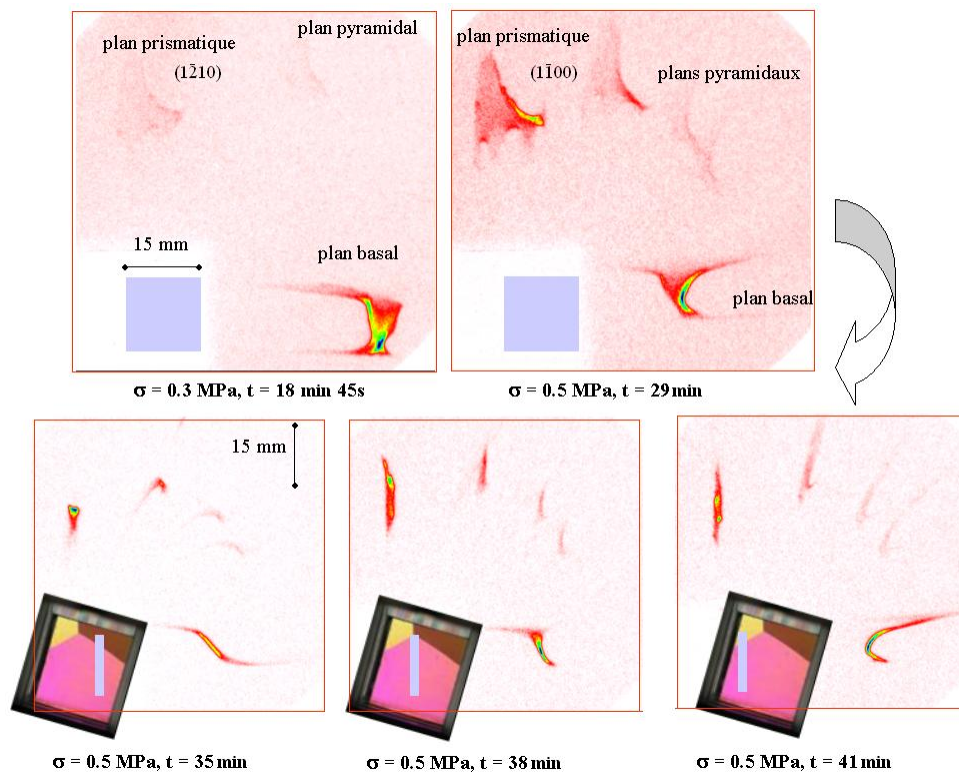 plan prismatique
(11̄210)
plan pyramidal
15 mm
plan basal
σ = 0.3 MPa, t = 18 min 45s
plan prismatique
(11̄00)
plans pyramidaux
plan basal
σ = 0.5 MPa, t = 29 min
15 mm
σ = 0.5 MPa, t = 35 min
σ = 0.5 MPa, t = 38 min
σ = 0.5 MPa, t = 41 min